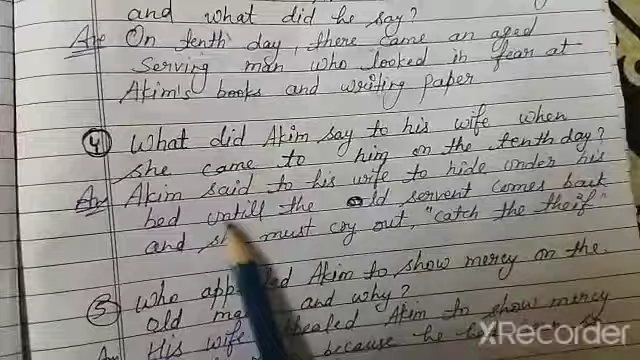 and what did he say?
Ans On tenth day, there came an aged
Serving man who looked in fear at
Akim's books and writing paper
4 What did Akim say to his wife when
she came to him on the tenth day?
Ans Akim said to his wife to hide under his
bed untill the old servent comes back
and must cry out, "catch the theif"
5 Who Akim to show mercy on the
old and why?
Ans His wife Akim to show mercy
because he
XRecorder